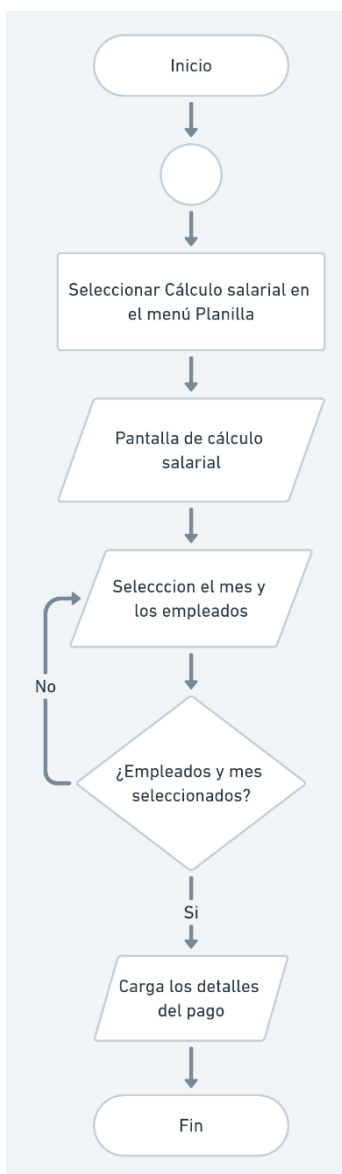 Inicio
Seleccionar Cálculo salarial en
el menú Planilla
Pantalla de cálculo
salarial
Selecccion el mes y
los empleados
No
¿Empleados y mes
seleccionados?
Si
Carga los detalles
del pago
Fin